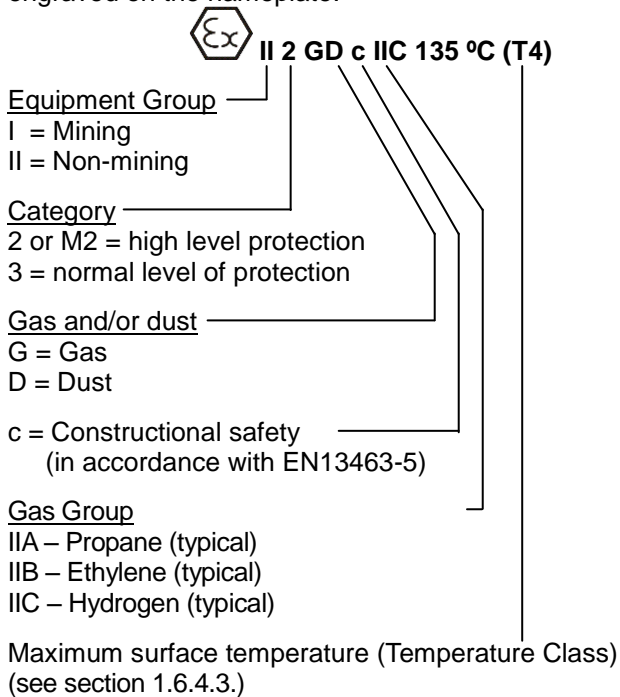 engraved on the nameplate.
Ex II 2 GD c IIC 135 ºC (T4)
Equipment Group
I = Mining
II = Non-mining
Category
2 or M2 = high level protection
3 = normal level of protection
Gas and/or dust
G = Gas
D = Dust
c = Constructional safety
(in accordance with EN13463-5)
Gas Group
IIA – Propane (typical)
IIB – Ethylene (typical)
IIC – Hydrogen (typical)
Maximum surface temperature (Temperature Class)
(see section 1.6.4.3.)